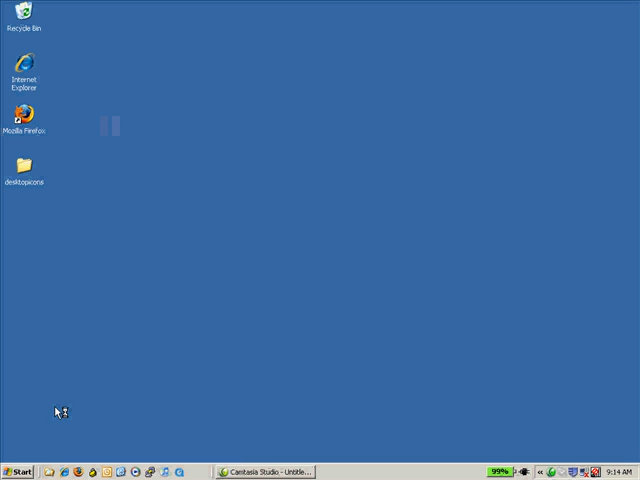 Recycle Bin
Internet
Explorer
Mozilla Firefox
desktopicons
Start
Camtasia Studio - Untitle...
99%
9:14 AM